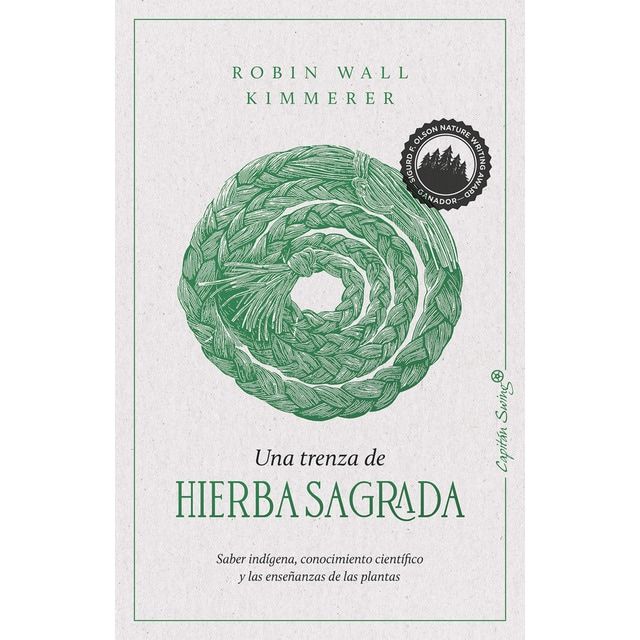 ROBIN WALL
KIMMERER
SIGURD F. OLSON NATURE WRITING AWARD
GANADOR
Capitán Swing
Una trenza de
HIERBA SAGRADA
Saber indígena, conocimiento científico
y las enseñanzas de las plantas